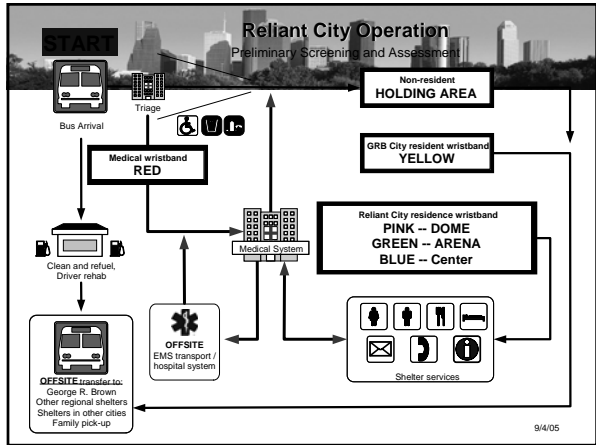 START
Reliant City Operation
Preliminary Screening and Assessment
Bus Arrival
Triage
Non-resident
HOLDING AREA
Medical wristband
RED
GRB City resident wristband
YELLOW
Reliant City residence wristband
PINK -- DOME
GREEN -- ARENA
BLUE -- Center
Medical System
Clean and refuel,
Driver rehab
OFFSITE
EMS transport /
hospital system
Shelter services
OFFSITE transfer to:
George R. Brown
Other regional shelters
Shelters in other cities
Family pick-up
9/4/05